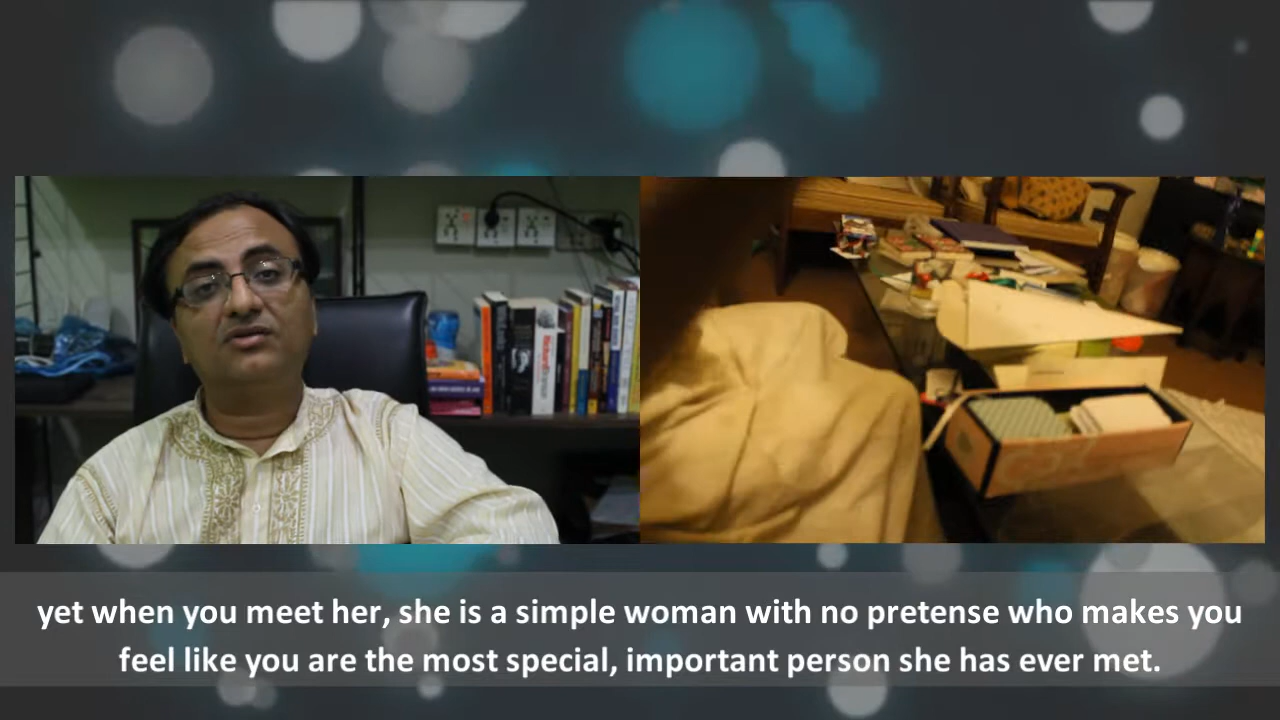 yet when you meet her, she is a simple woman with no pretense who makes you
feel like you are the most special, important person she has ever met.